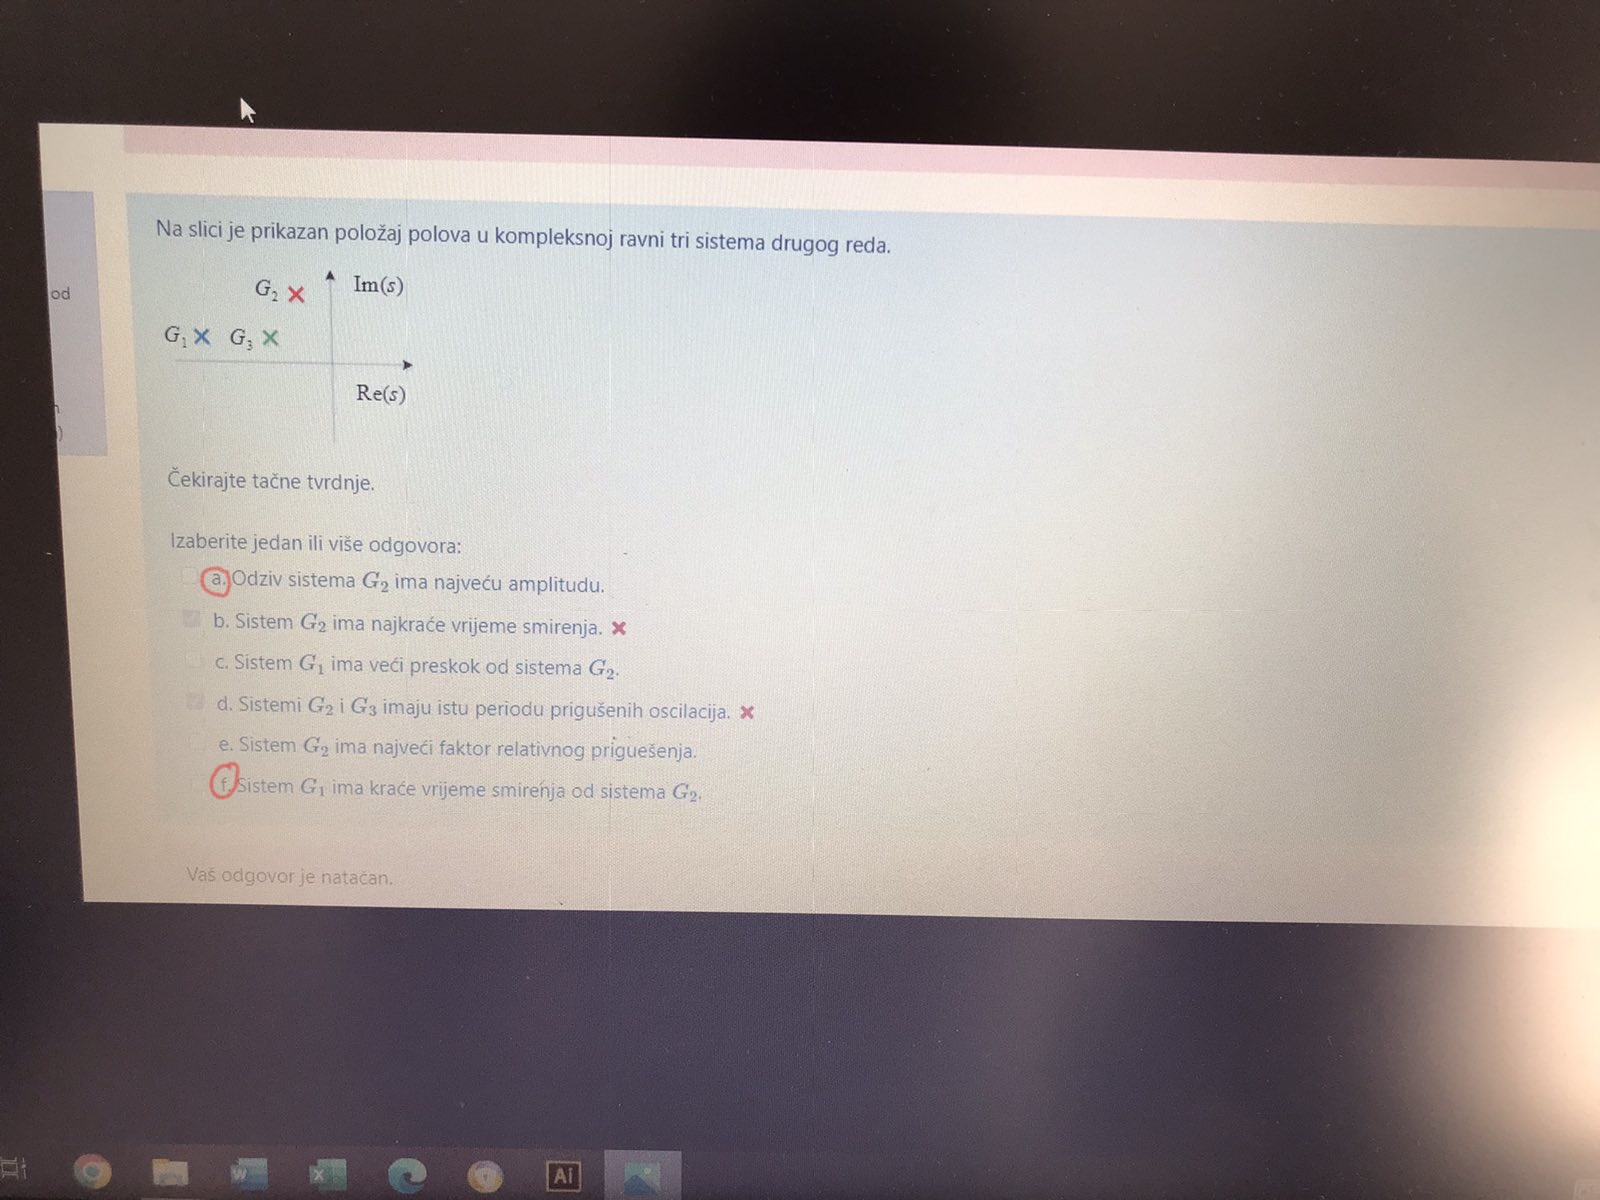 od
Na slici je prikazan položaj polova u kompleksnoj ravni tri sistema drugog reda.
G₂ Im(s)
G₁ G₃
Re(s)
Čekirajte tačne tvrdnje.
Izaberite jedan ili više odgovora:
a. Odziv sistema G₂ ima najveću amplitudu.
b. Sistem G₂ ima najkraće vrijeme smirenja.
c. Sistem G₁ ima veći preskok od sistema G₂.
d. Sistemi G₂ i G₃ imaju istu periodu prigušenih oscilacija.
e. Sistem G₂ ima najveći faktor relativnog priguešenja.
f. Sistem G₁ ima kraće vrijeme smirenja od sistema G₂.
Vaš odgovor je natačan.
Ai